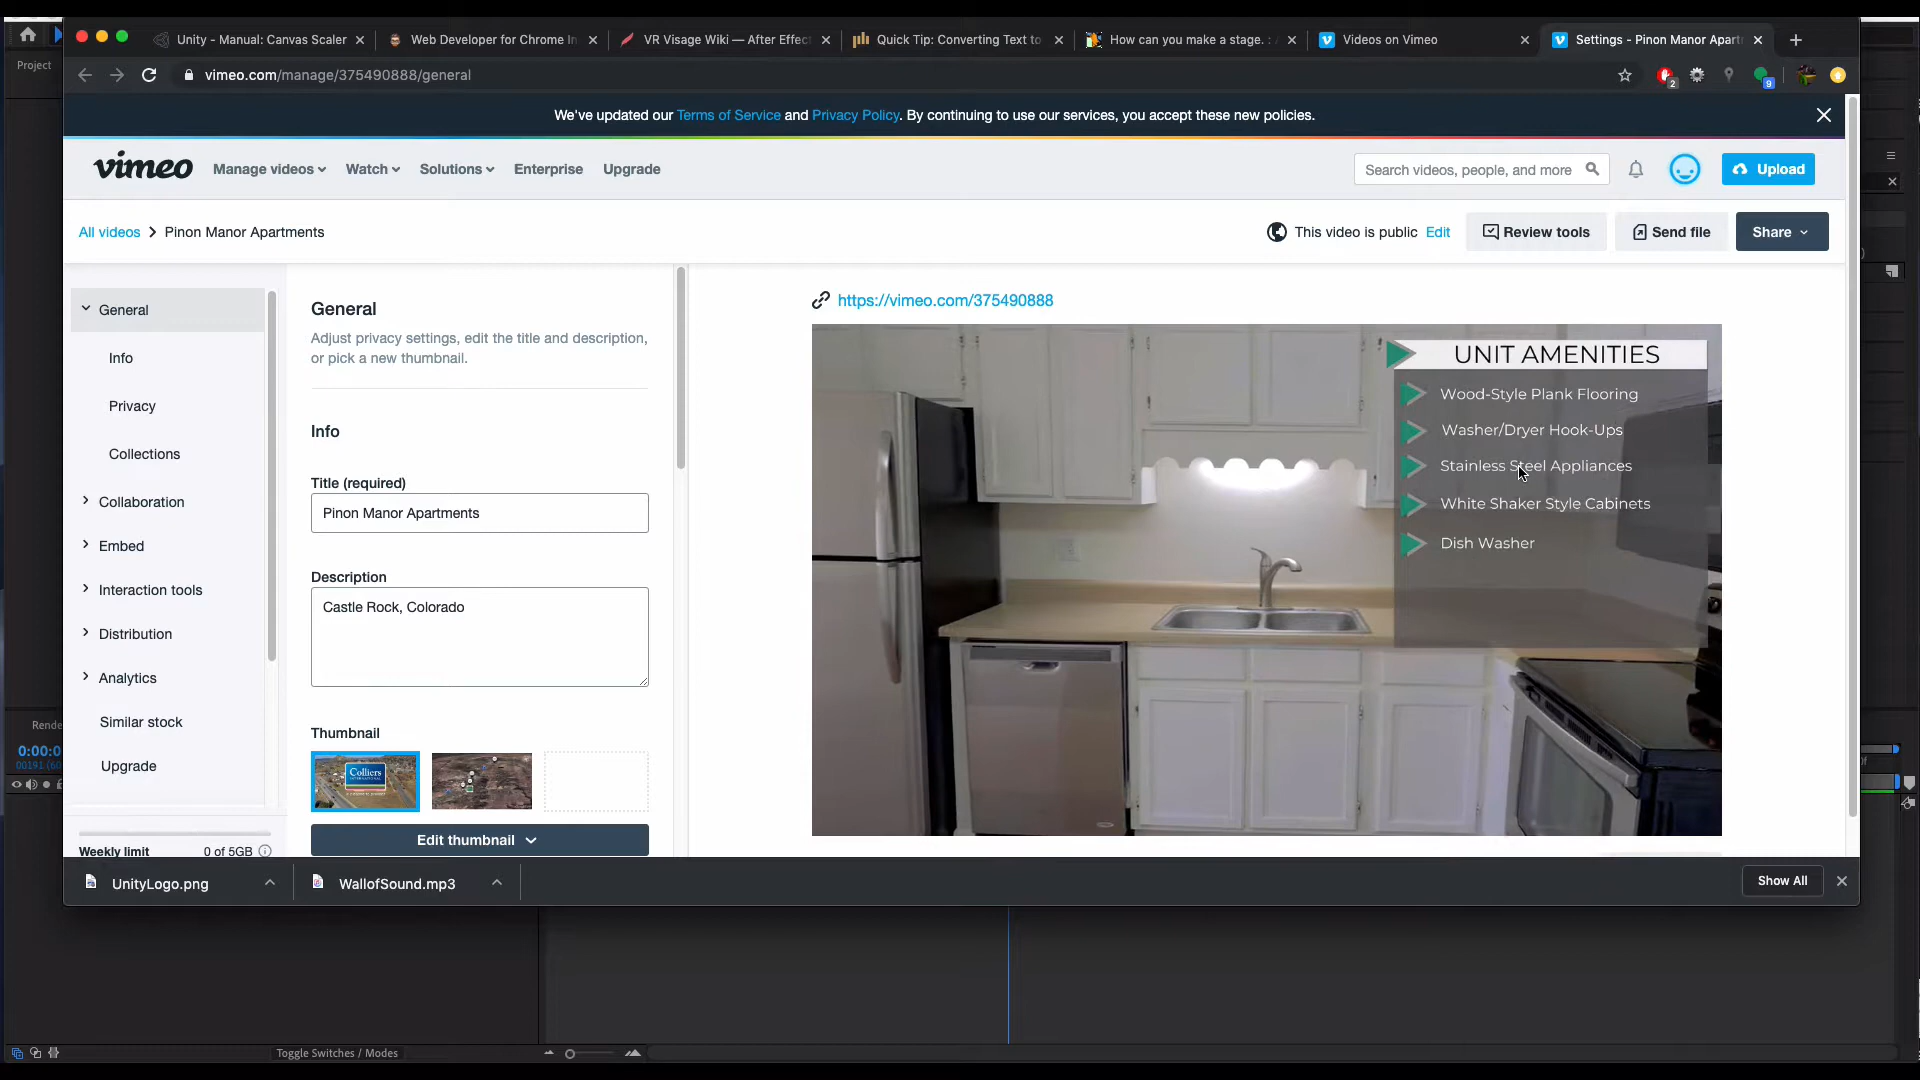 Project
Unity - Manual: Canvas Scaler
Web Developer for Chrome In
VR Visage Wiki — After Effec
Quick Tip: Converting Text to
How can you make a stage. :
Videos on Vimeo
Settings - Pinon Manor Apart
vimeo.com/manage/375490888/general
2
9
We've updated our Terms of Service and Privacy Policy. By continuing to use our services, you accept these new policies.
vimeo
Manage videos
Watch
Solutions
Enterprise
Upgrade
Search videos, people, and more
Upload
All videos > Pinon Manor Apartments
This video is public Edit
Review tools
Send file
Share
General
Info
Privacy
Collections
Collaboration
Embed
Interaction tools
Distribution
Analytics
Similar stock
Upgrade
Weekly limit 0 of 5GB
General
Adjust privacy settings, edit the title and description,
or pick a new thumbnail.
Info
Title (required)
Pinon Manor Apartments
Description
Castle Rock, Colorado
Thumbnail
Colliers
Edit thumbnail
https://vimeo.com/375490888
UNIT AMENITIES
Wood-Style Plank Flooring
Washer/Dryer Hook-Ups
Stainless Steel Appliances
White Shaker Style Cabinets
Dish Washer
Rende
0:00:0
UnityLogo.png
WallofSound.mp3
Show All
Toggle Switches / Modes